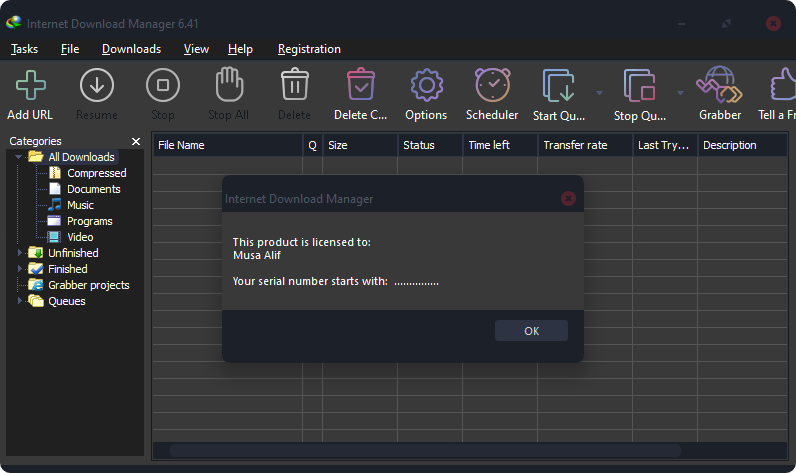 Internet Download Manager 6.41
Tasks File Downloads View Help Registration
Add URL Resume Stop Stop All Delete Delete C... Options Scheduler Start Qu... Stop Qu... Grabber Tell a Fr
Categories
File Name Q Size Status Time left Transfer rate Last Try... Description
All Downloads
Compressed
Documents
Music
Programs
Video
Unfinished
Finished
Grabber projects
Queues
Internet Download Manager
This product is licensed to:
Musa Alif
Your serial number starts with: ...............
OK